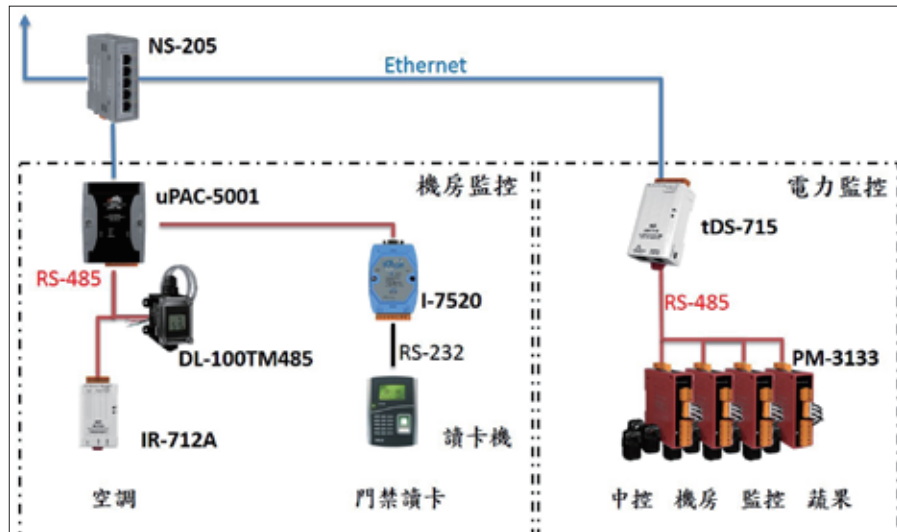 NS-205
Ethernet
uPAC-5001
機房監控
電力監控
tDS-715
RS-485
I-7520
RS-485
DL-100TM485
RS-232
PM-3133
IR-712A
讀卡機
空調
門禁讀卡
中控 機房 監控 蔬果